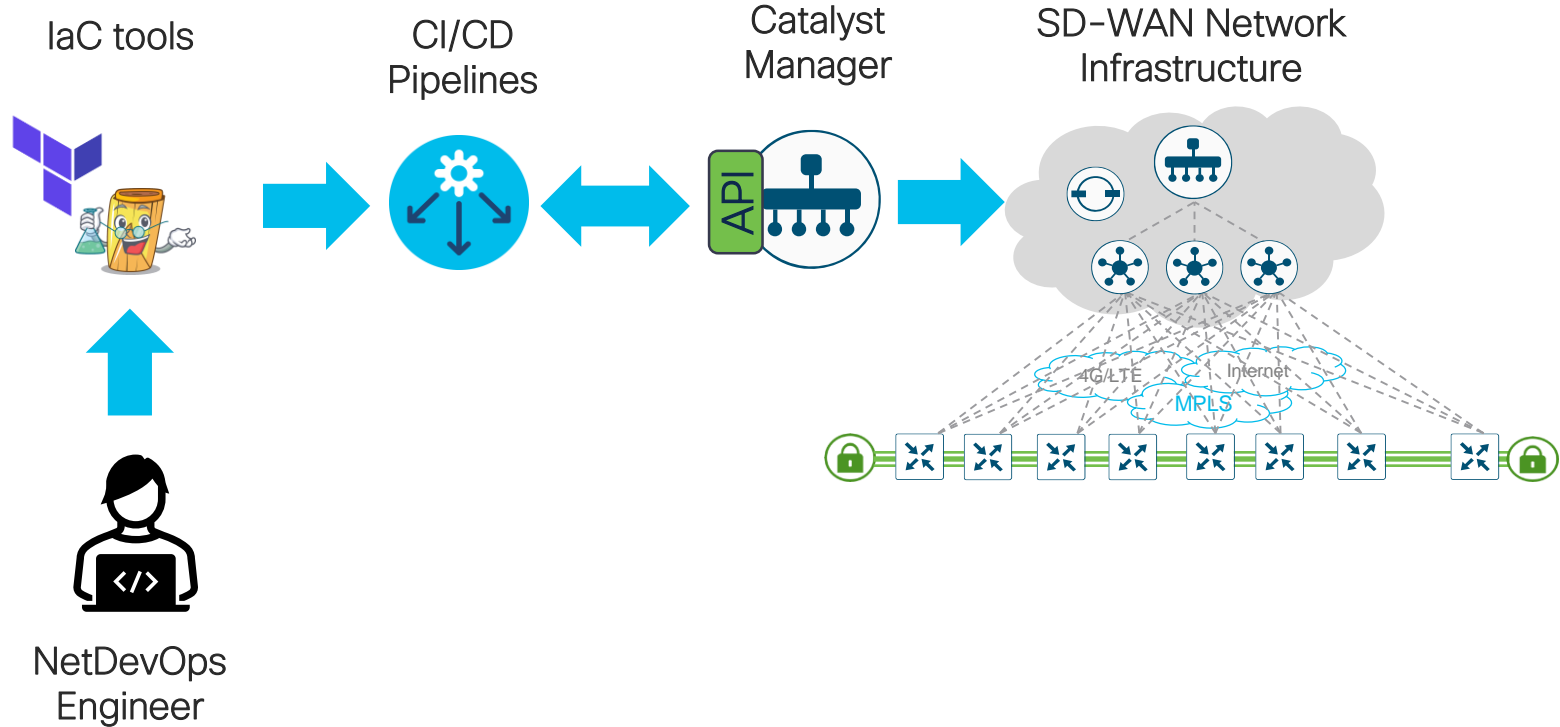 IaC tools
CI/CD
Pipelines
Catalyst
Manager
SD-WAN Network
Infrastructure
API
4G/LTE
Internet
MPLS
</>
NetDevOps
Engineer